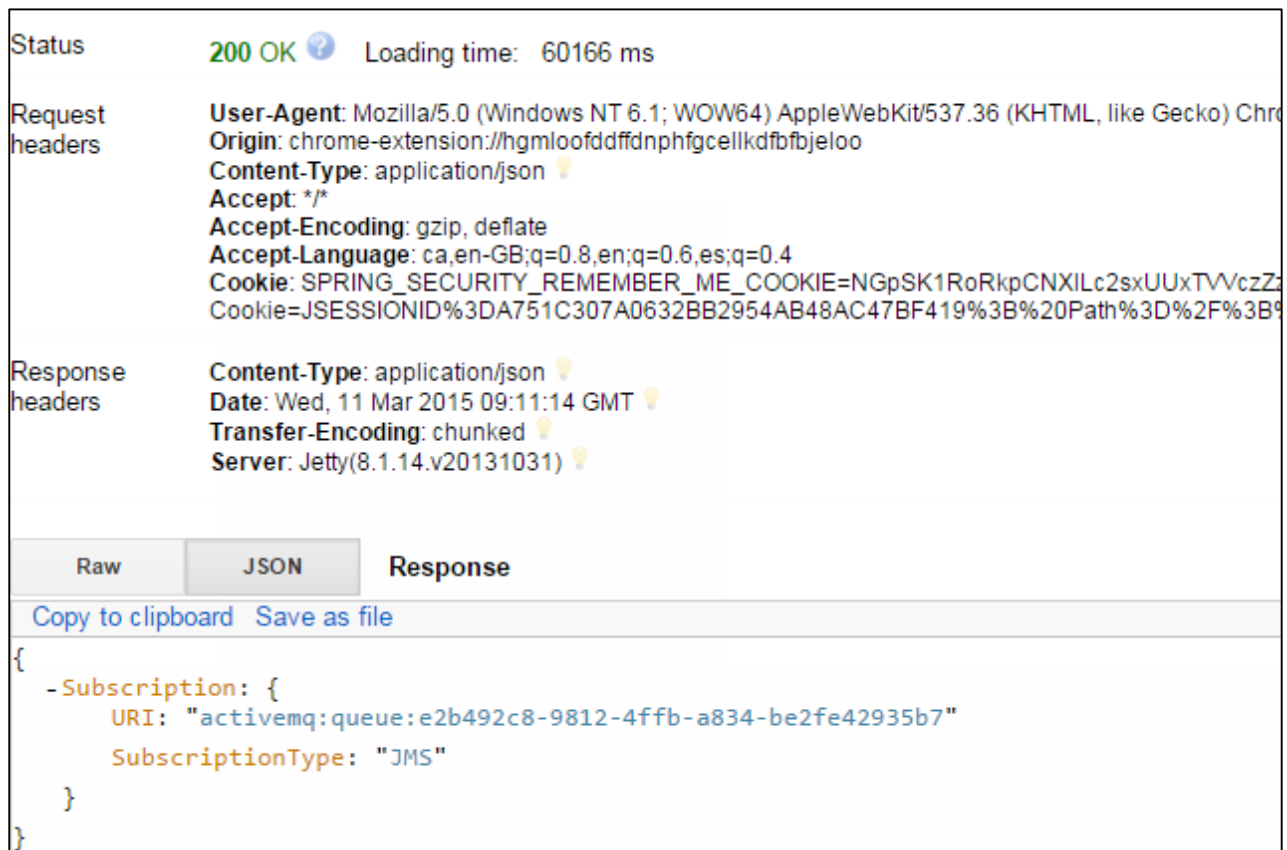 Status 200 OK ? Loading time: 60166 ms
Request headers
User-Agent: Mozilla/5.0 (Windows NT 6.1; WOW64) AppleWebKit/537.36 (KHTML, like Gecko) Chro
Origin: chrome-extension://hgmloofddffdnphfgcellkdfbfbjeloo
Content-Type: application/json
Accept: */*
Accept-Encoding: gzip, deflate
Accept-Language: ca,en-GB;q=0.8,en;q=0.6,es;q=0.4
Cookie: SPRING_SECURITY_REMEMBER_ME_COOKIE=NGpSK1RoRkpCNXlLc2sxUUxTVVczZz
Cookie=JSESSIONID%3DA751C307A0632BB2954AB48AC47BF419%3B%20Path%3D%2F%3B%
Response headers
Content-Type: application/json
Date: Wed, 11 Mar 2015 09:11:14 GMT
Transfer-Encoding: chunked
Server: Jetty(8.1.14.v20131031)
Raw JSON Response
Copy to clipboard Save as file
{
-Subscription: {
URI: "activemq:queue:e2b492c8-9812-4ffb-a834-be2fe42935b7"
SubscriptionType: "JMS"
}
}